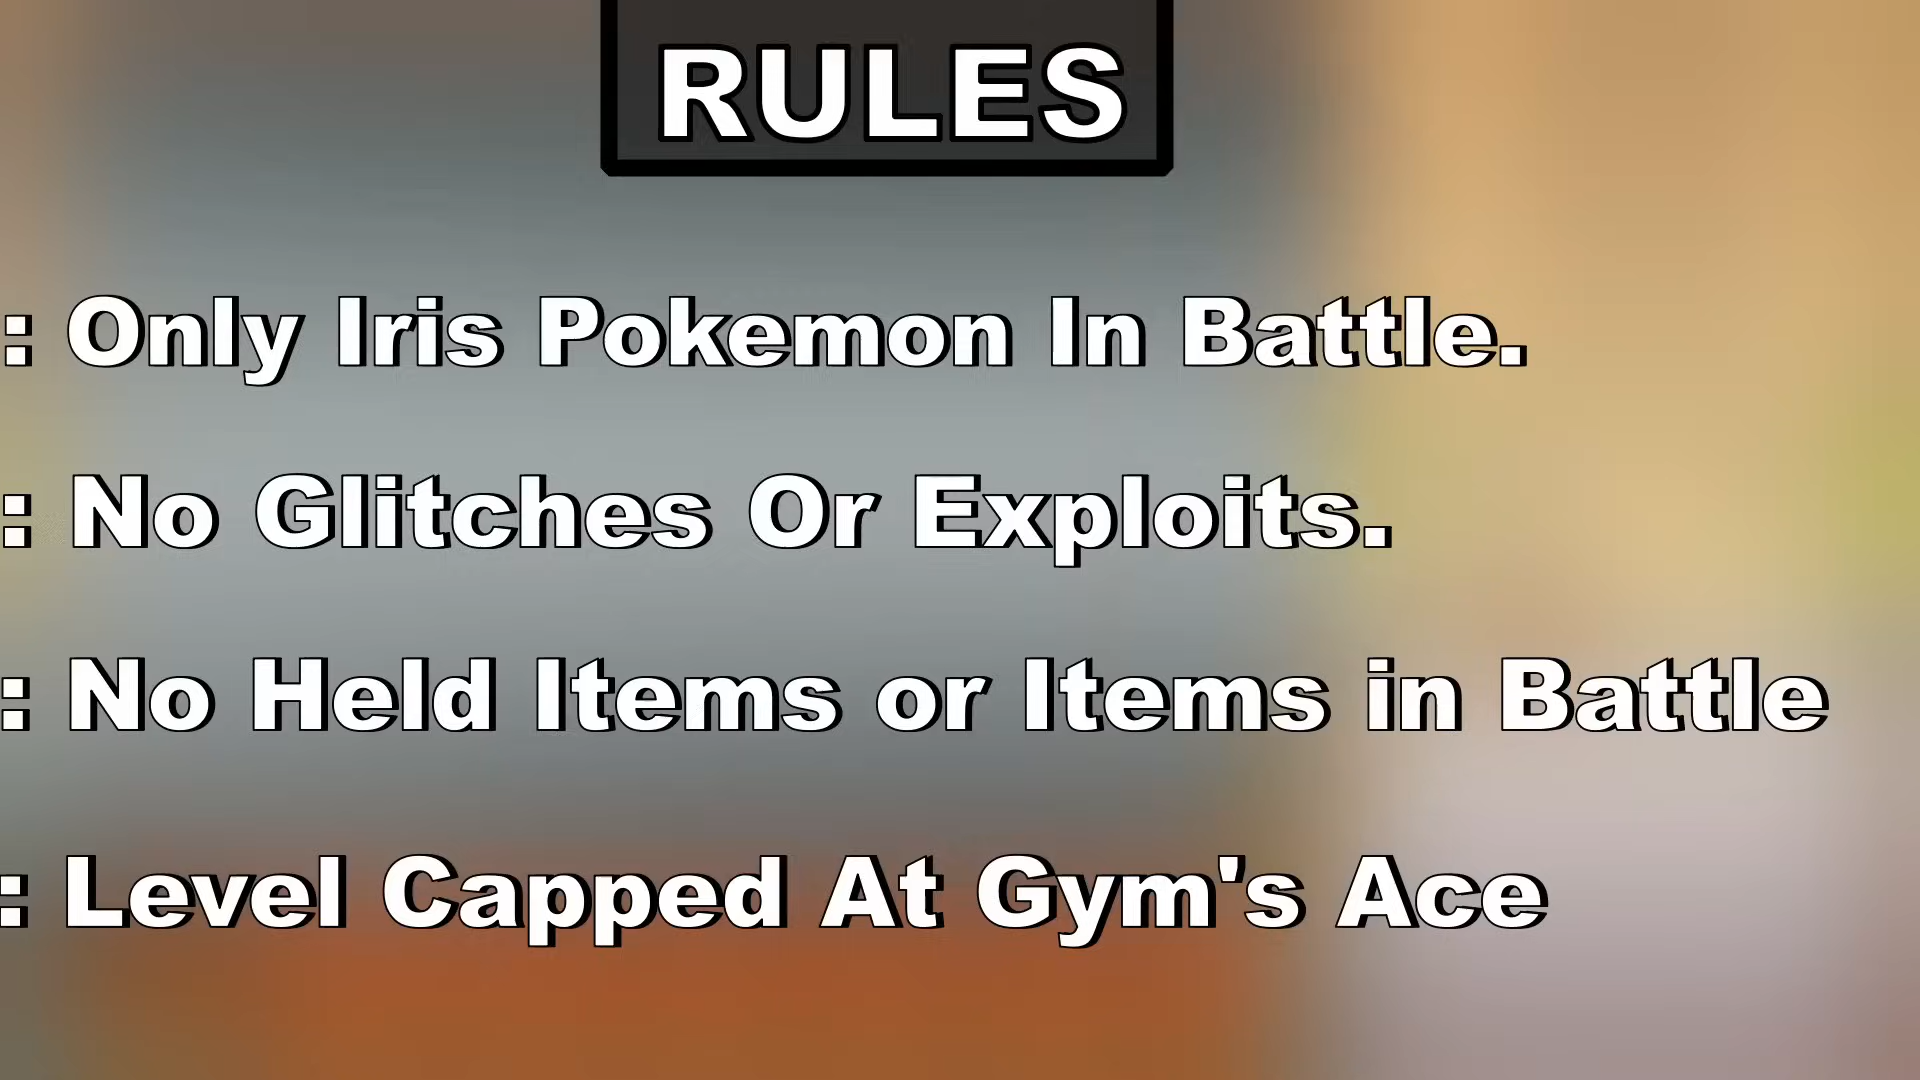 RULES
: Only Iris Pokemon In Battle.
: No Glitches Or Exploits.
: No Held Items or Items in Battle
: Level Capped At Gym's Ace